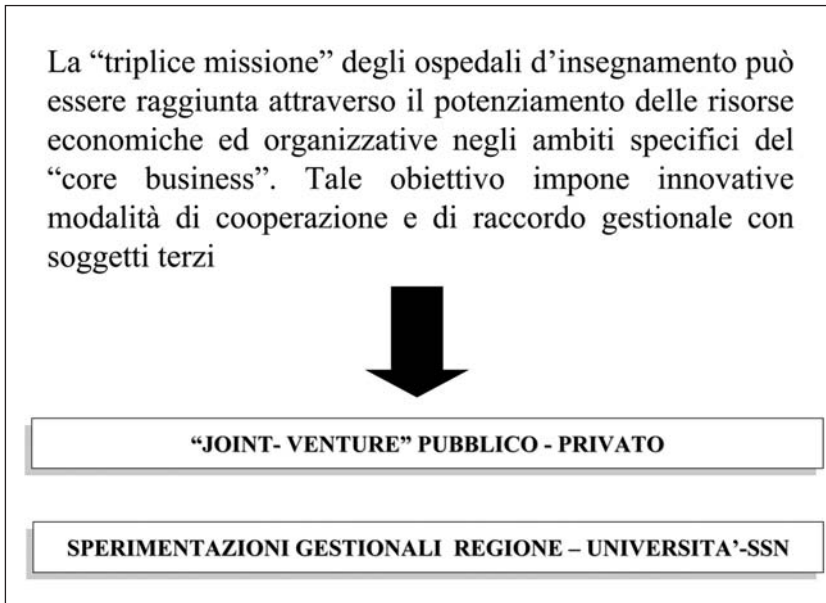 La “triplice missione” degli ospedali d’insegnamento può
essere raggiunta attraverso il potenziamento delle risorse
economiche ed organizzative negli ambiti specifici del
“core business”. Tale obiettivo impone innovative
modalità di cooperazione e di raccordo gestionale con
soggetti terzi
“JOINT- VENTURE” PUBBLICO - PRIVATO
SPERIMENTAZIONI GESTIONALI REGIONE – UNIVERSITA’-SSN